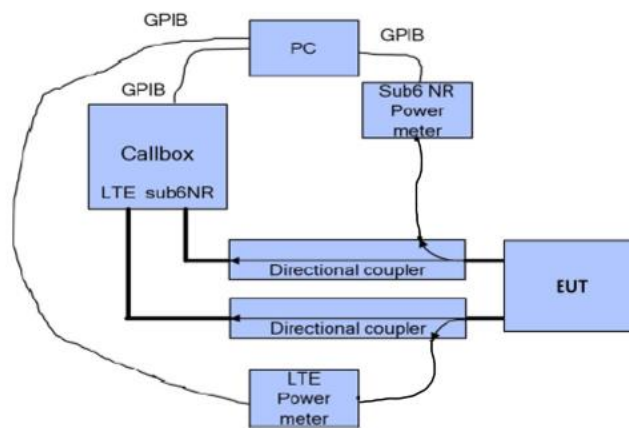 GPIB
PC
GPIB
GPIB
Sub6 NR
Power
meter
Callbox
LTE sub6NR
Directional coupler
EUT
Directional coupler
LTE
Power
meter